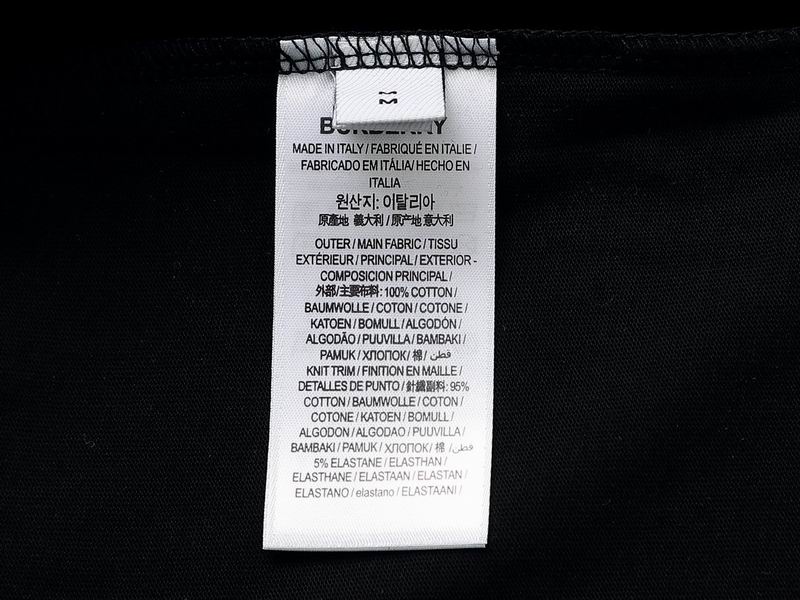 M
BURBERRY
MADE IN ITALY / FABRIQUÉ EN ITALIE /
FABRICADO EM ITÁLIA/ HECHO EN
ITALIA
원산지: 이탈리아
原產地 義大利 / 原产地 意大利
OUTER / MAIN FABRIC / TISSU
EXTÉRIEUR / PRINCIPAL / EXTERIOR -
COMPOSICION PRINCIPAL /
外部/主要布料: 100% COTTON /
BAUMWOLLE / COTON / COTONE /
KATOEN / BOMULL / ALGODÓN /
ALGODÃO / PUUVILLA / BAMBAKI /
PAMUK / ХЛОПОК / 棉 / قطن
KNIT TRIM / FINITION EN MAILLE /
DETALLES DE PUNTO / 針織副料: 95%
COTTON / BAUMWOLLE / COTON /
COTONE / KATOEN / BOMULL /
ALGODON / ALGODAO / PUUVILLA /
BAMBAKI / PAMUK / ХЛОПОК / 棉 / قطن
5% ELASTANE / ELASTHAN /
ELASTHANE / ELASTAAN / ELASTAN /
ELASTANO / elastano / ELASTAANI /